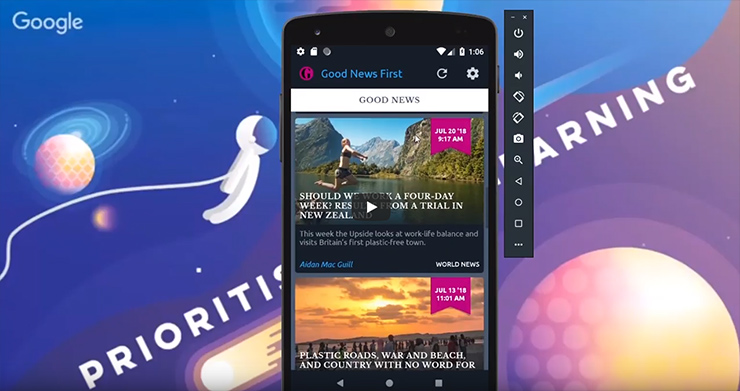 Google
1:06
Good News First
GOOD NEWS
JUL 20 '18
9:17 AM
SHOULD WE WORK A FOUR-DAY
WEEK? RESULTS FROM A TRIAL IN
NEW ZEALAND
This week the Upside looks at work-life balance and
visits Britain's first plastic-free town.
Aidan Mac Guill WORLD NEWS
JUL 13 '18
11:01 AM
PLASTIC ROADS, WAR AND BEACH,
AND COUNTRY WITH NO WORD FOR
PRIORITIS
ARNING